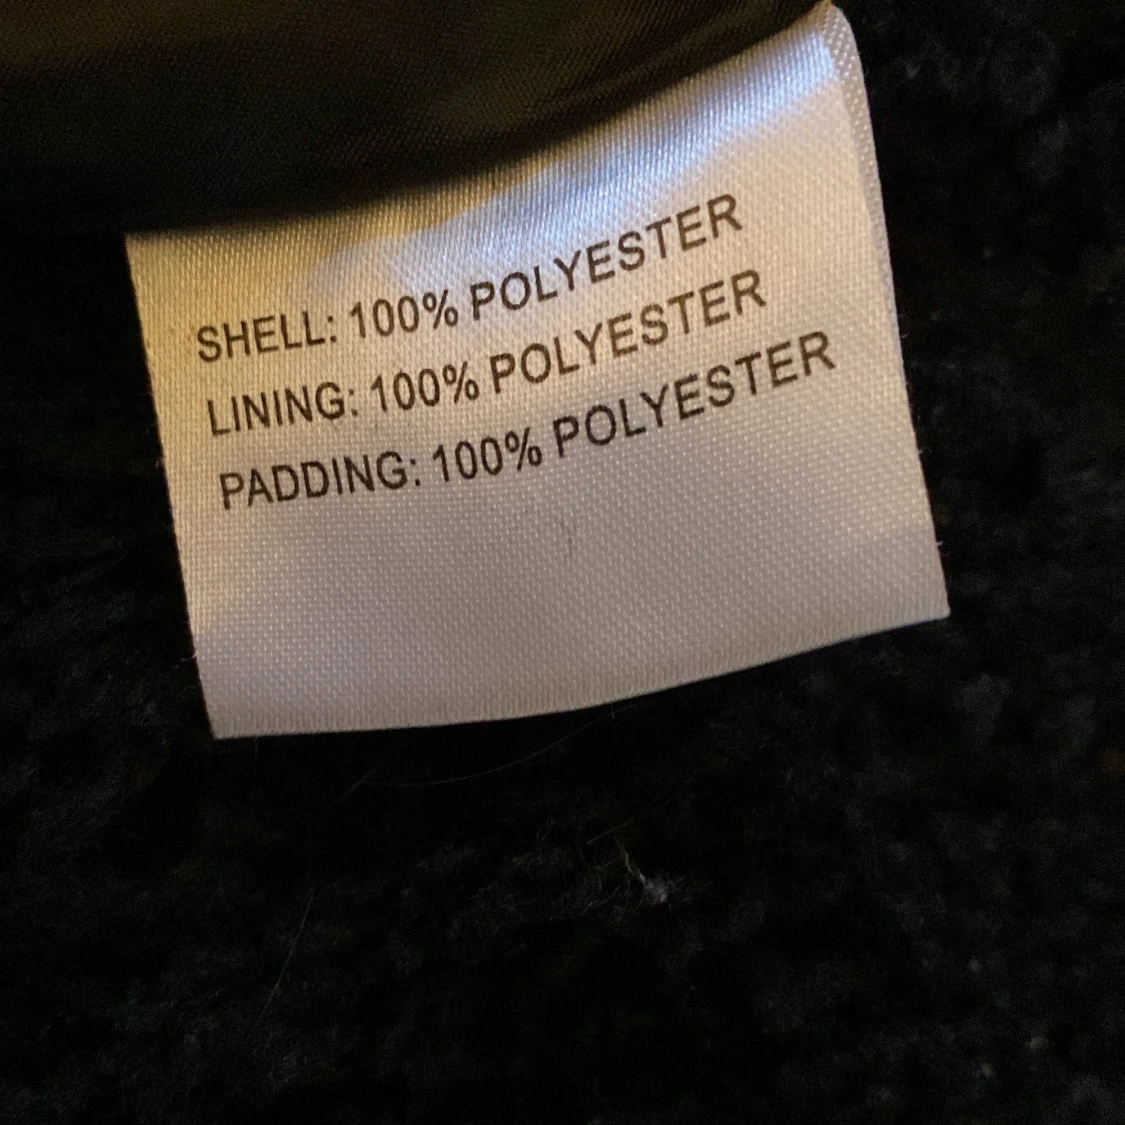 SHELL: 100% POLYESTER
LINING: 100% POLYESTER
PADDING: 100% POLYESTER